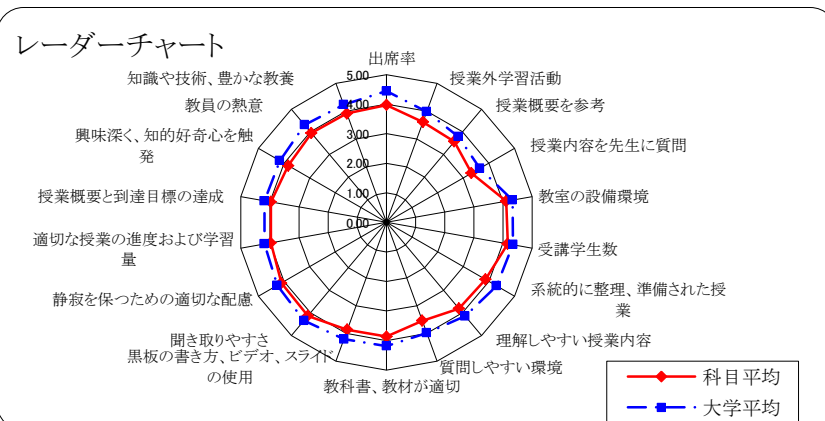 レーダーチャート
出席率
授業外学習活動
授業概要を参考
授業内容を先生に質問
教室の設備環境
受講学生数
系統的に整理、準備された授
業
理解しやすい授業内容
質問しやすい環境
教科書、教材が適切
黒板の書き方、ビデオ、スライド
の使用
聞き取りやすさ
静寂を保つための適切な配慮
適切な授業の進度および学習
量
授業概要と到達目標の達成
興味深く、知的好奇心を触
発
教員の熱意
知識や技術、豊かな教養
5.00
4.00
3.00
2.00
1.00
0.00
科目平均
大学平均